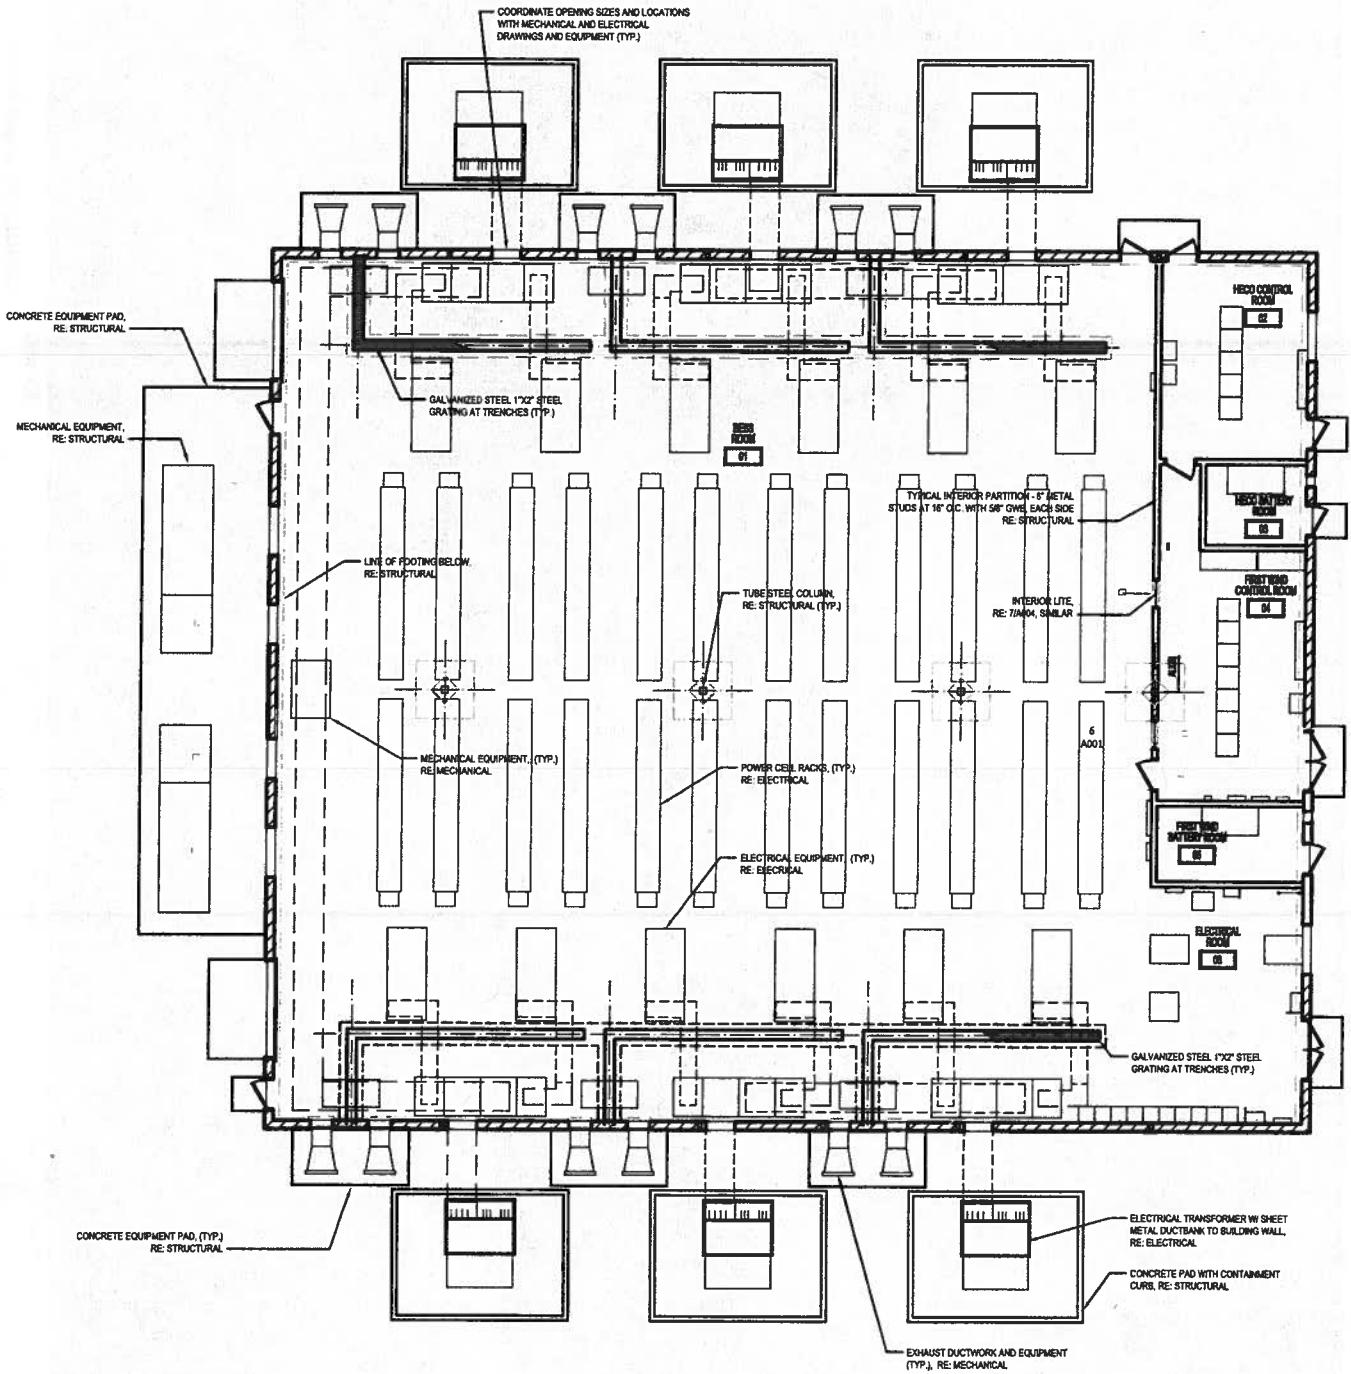 COORDINATE OPENING SIZES AND LOCATIONS
WITH MECHANICAL AND ELECTRICAL
DRAWINGS AND EQUIPMENT (TYP.)
CONCRETE EQUIPMENT PAD,
RE: STRUCTURAL
HECO CONTROL
ROOM
02
GALVANIZED STEEL 1"X2" STEEL
GRATING AT TRENCHES (TYP.)
MECHANICAL EQUIPMENT,
RE: STRUCTURAL
BESS
ROOM
01
TYPICAL INTERIOR PARTITION - 6" METAL
STUDS AT 16" O.C. WITH 5/8" GWB, EACH SIDE
RE: STRUCTURAL
HECO BATTERY
ROOM
03
LINE OF FOOTING BELOW,
RE: STRUCTURAL
TUBE STEEL COLUMN,
RE: STRUCTURAL (TYP.)
INTERIOR LITE,
RE: 7/A004, SIMILAR
FIRST WIND
CONTROL ROOM
04
6
A001
MECHANICAL EQUIPMENT, (TYP.)
RE: MECHANICAL
POWER CELL RACKS, (TYP.)
RE: ELECTRICAL
FIRST WIND
BATTERY ROOM
05
ELECTRICAL EQUIPMENT, (TYP.)
RE: ELECRICAL
ELECTRICAL
ROOM
GALVANIZED STEEL 1"X2" STEEL
GRATING AT TRENCHES (TYP.)
CONCRETE EQUIPMENT PAD, (TYP.)
RE: STRUCTURAL
ELECTRICAL TRANSFORMER W/ SHEET
METAL DUCTBANK TO BUILDING WALL,
RE: ELECTRICAL
CONCRETE PAD WITH CONTAINMENT
CURB, RE: STRUCTURAL
EXHAUST DUCTWORK AND EQUIPMENT
(TYP.), RE: MECHANICAL